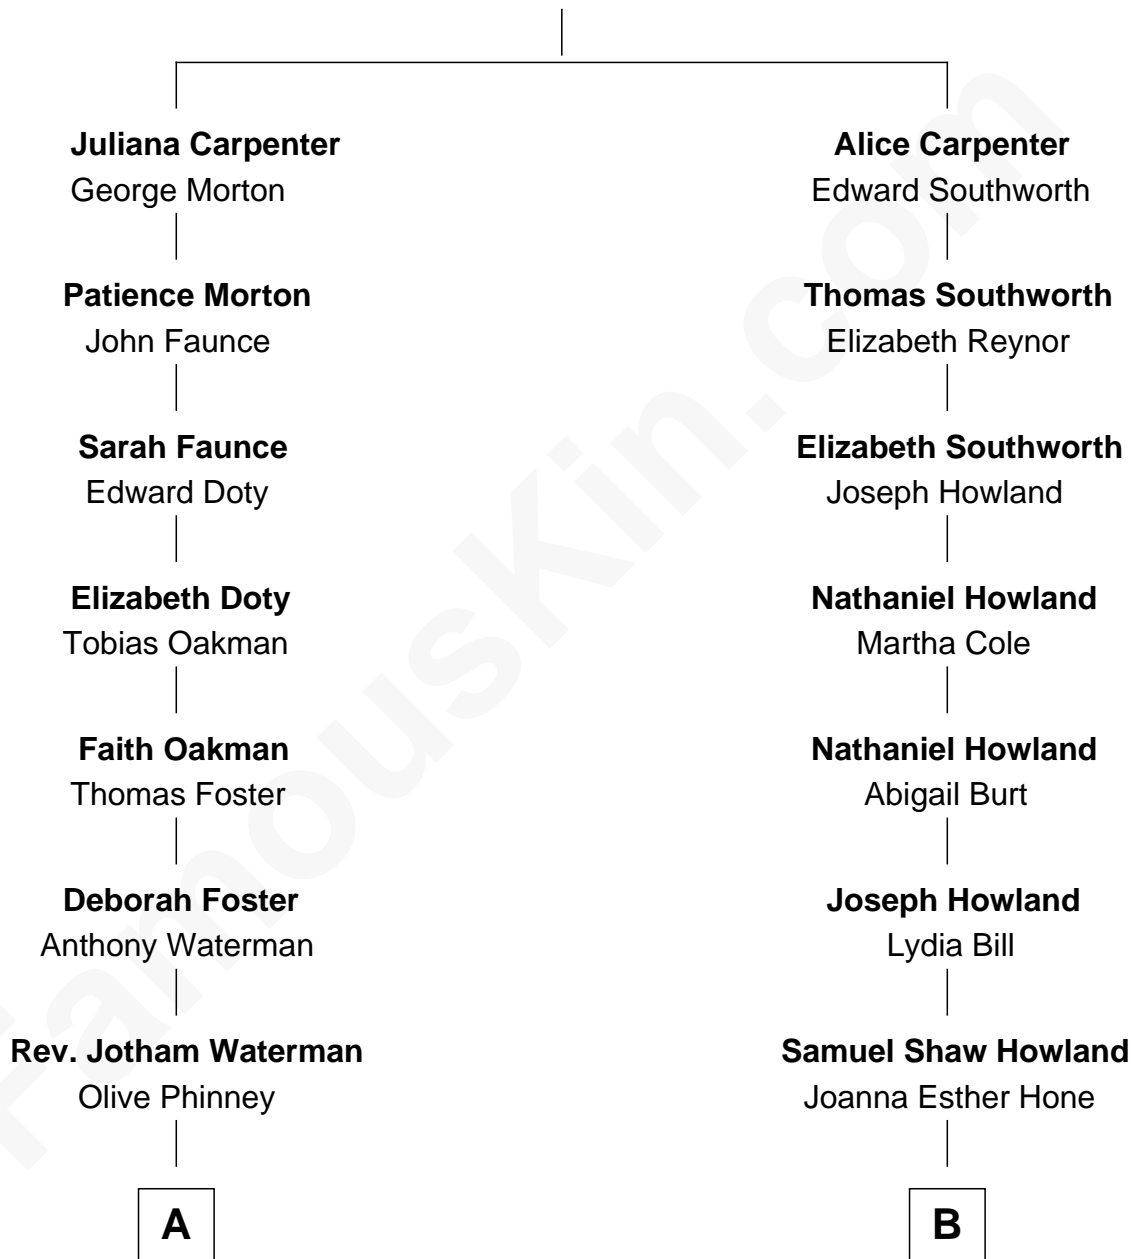 Juliana Carpenter
George Morton
Patience Morton
John Faunce
Sarah Faunce
Edward Doty
Elizabeth Doty
Tobias Oakman
Faith Oakman
Thomas Foster
Deborah Foster
Anthony Waterman
Rev. Jotham Waterman
Olive Phinney
A
Alice Carpenter
Edward Southworth
Thomas Southworth
Elizabeth Reynor
Elizabeth Southworth
Joseph Howland
Nathaniel Howland
Martha Cole
Nathaniel Howland
Abigail Burt
Joseph Howland
Lydia Bill
Samuel Shaw Howland
Joanna Esther Hone
B
FamousKin.com